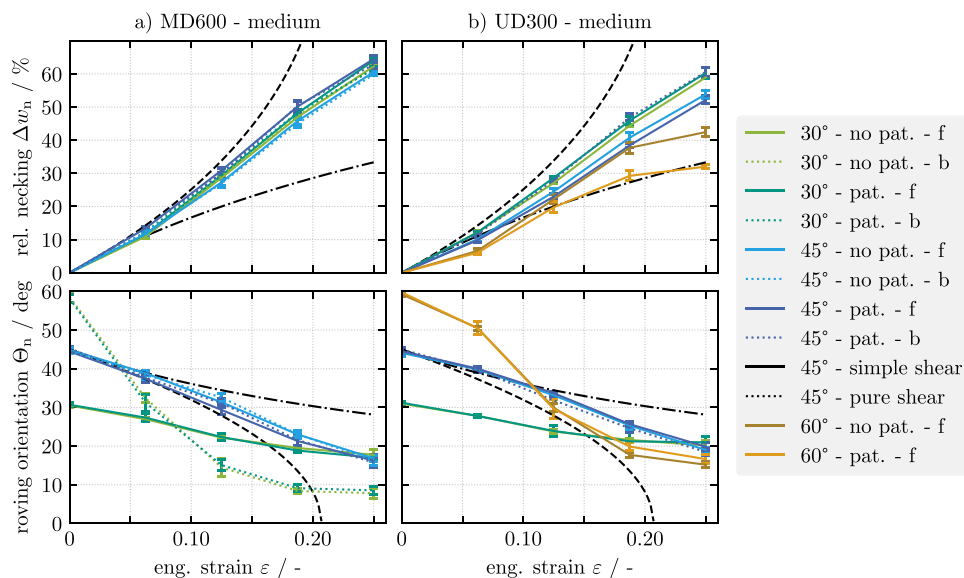 a) MD600 - medium
b) UD300 - medium
rel. necking Δwₙ / %
60
50
40
30
20
10
0
roving orientation Θₙ / deg
60
50
40
30
20
10
0
0
0.10
0.20
0
0.10
0.20
eng. strain ε / -
eng. strain ε / -
30° - no pat. - f
30° - no pat. - b
30° - pat. - f
30° - pat. - b
45° - no pat. - f
45° - no pat. - b
45° - pat. - f
45° - pat. - b
45° - simple shear
45° - pure shear
60° - no pat. - f
60° - pat. - f